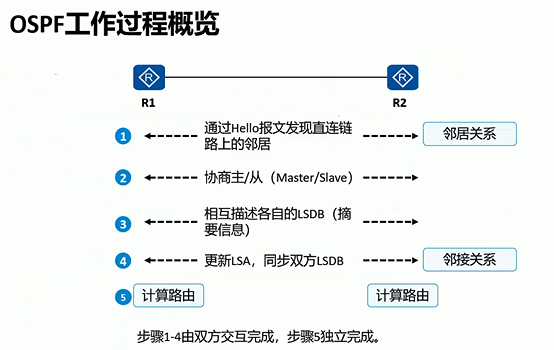 OSPF工作过程概览
R R
R1 R2
1 通过Hello报文发现直连链 邻居关系
路上的邻居
2 协商主/从（Master/Slave）
3 相互描述各自的LSDB（摘
要信息）
4 更新LSA，同步双方LSDB 邻接关系
5 计算路由 计算路由
步骤1-4由双方交互完成，步骤5独立完成。